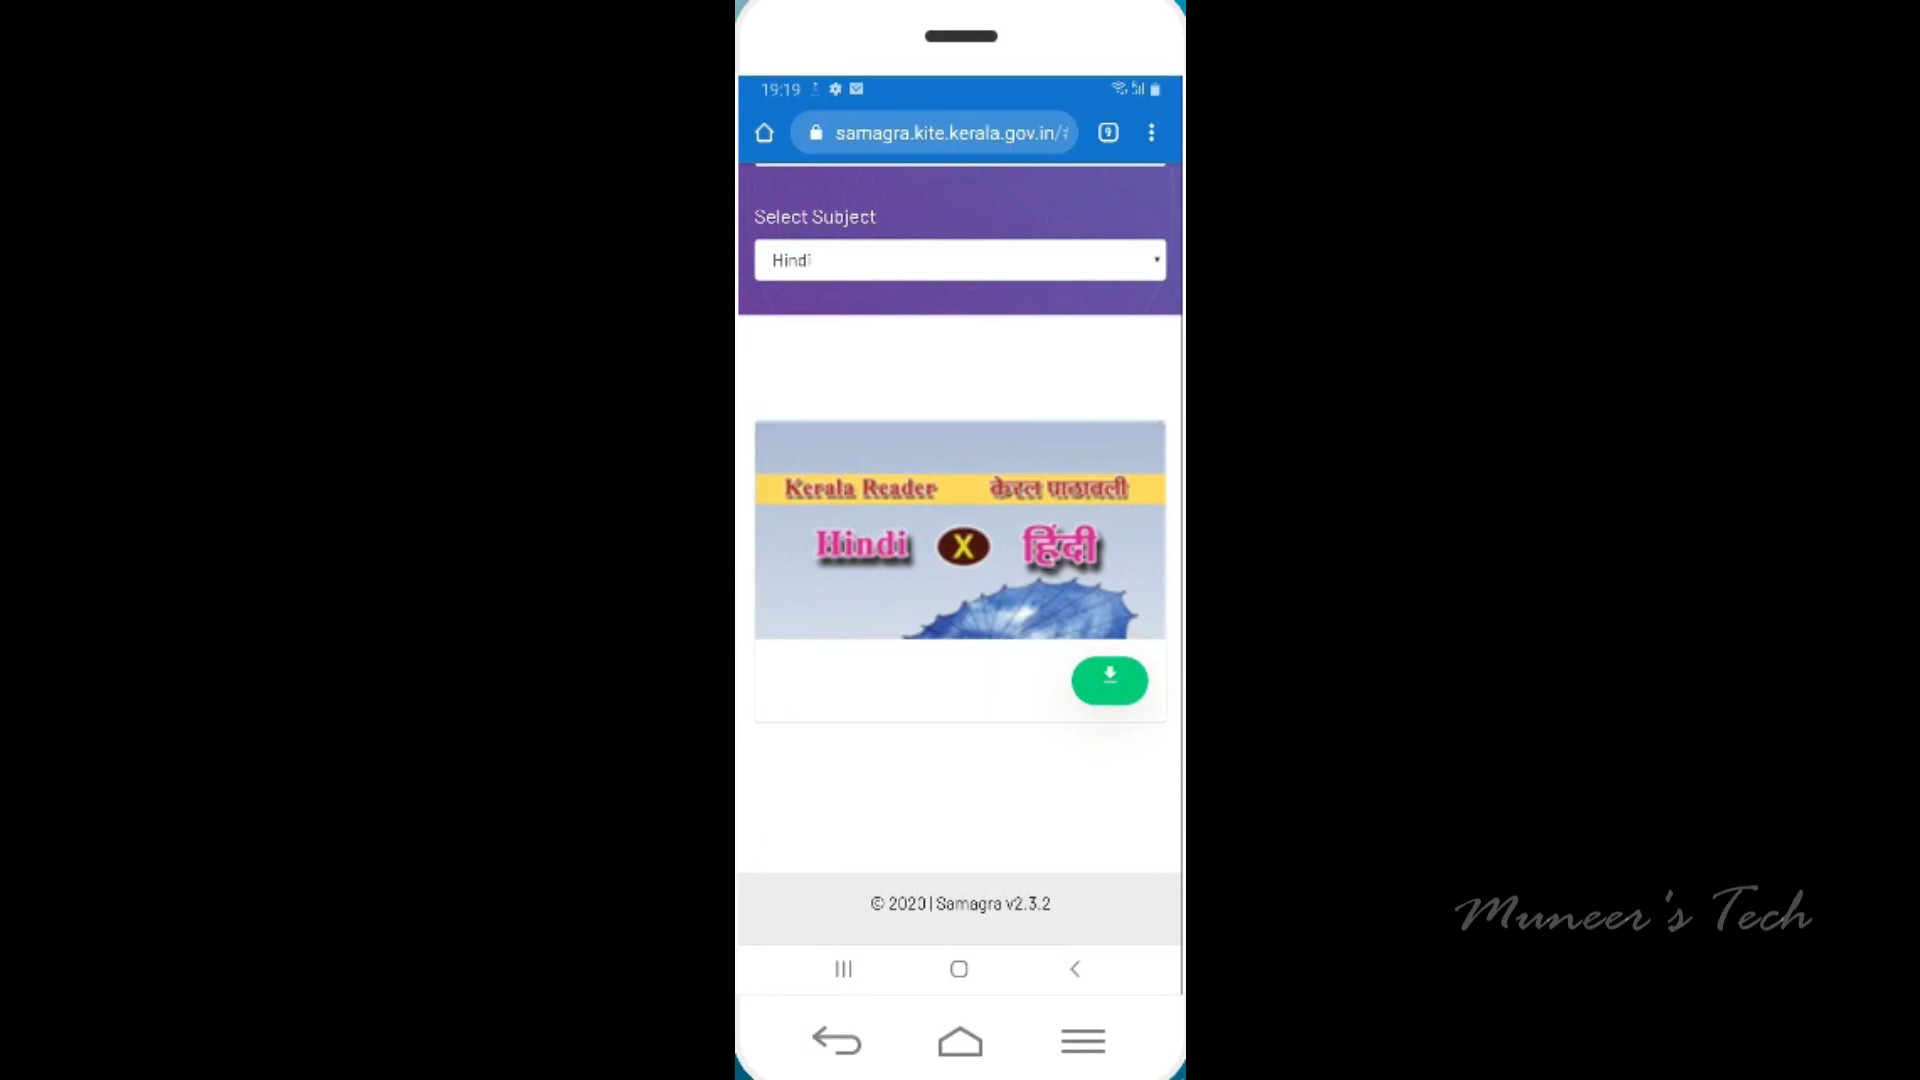 19:19
samagra.kite.kerala.gov.in/
9
Select Subject
Hindi
Kerala Reader केरल पाठावली
Hindi X हिंदी
© 2020 | Samagra v2.3.2
Muneer's Tech